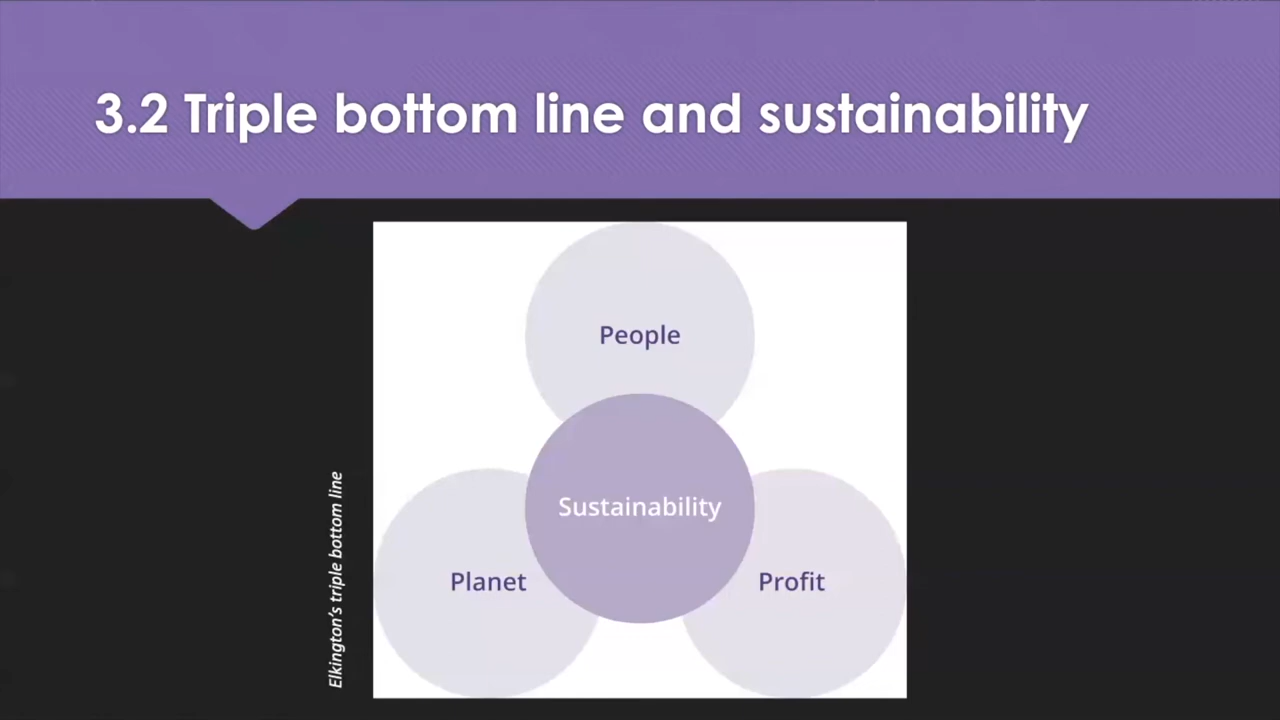 3.2 Triple bottom line and sustainability
People
Sustainability
Planet
Profit
Elkington's triple bottom line